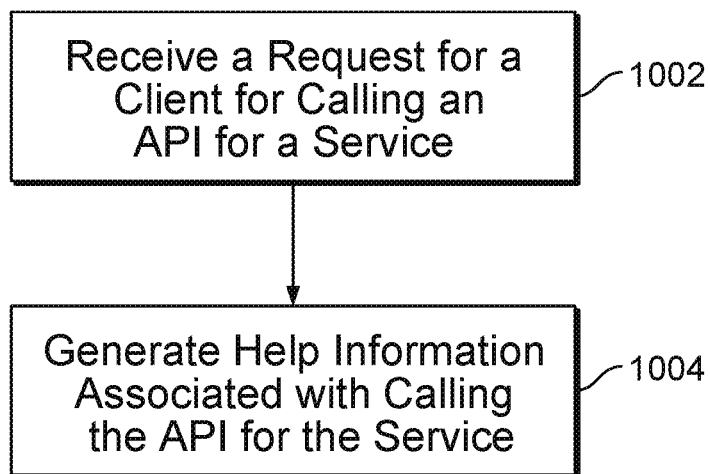 Receive a Request for a
Client for Calling an
API for a Service
1002
Generate Help Information
Associated with Calling
the API for the Service
1004